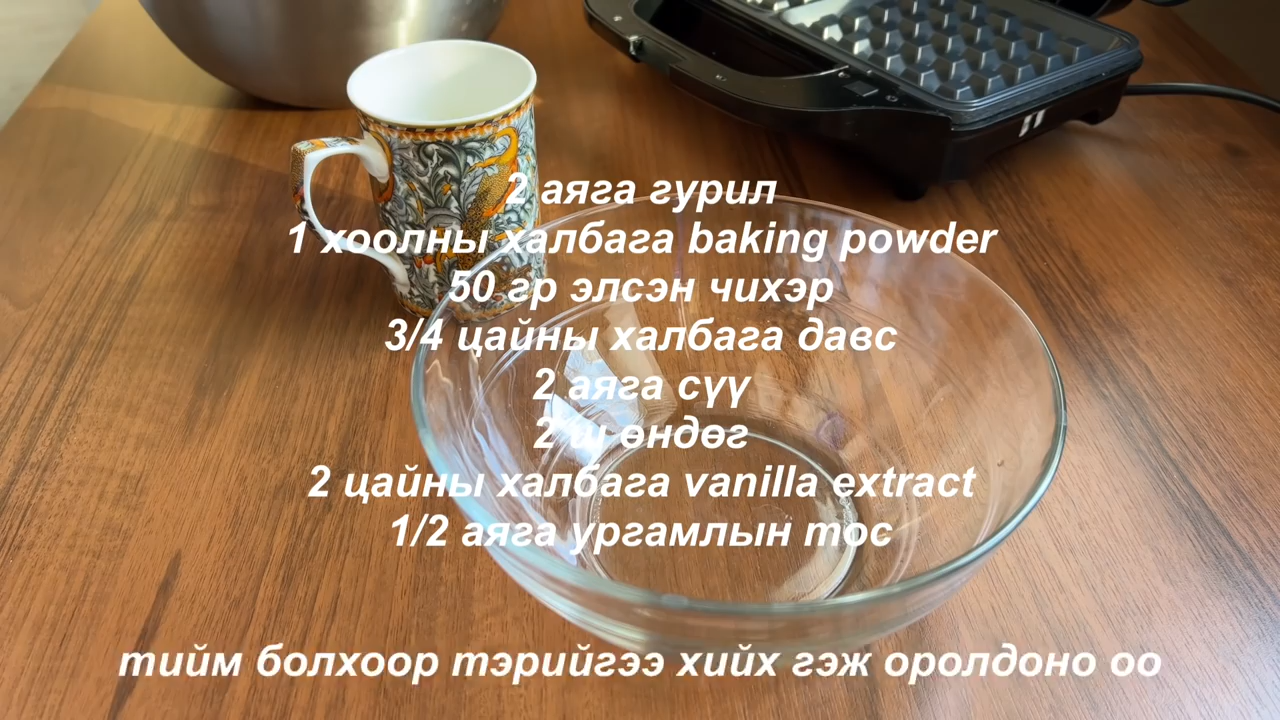 2 аяга гурил
1 хоолны халбага baking powder
50 гр элсэн чихэр
3/4 цайны халбага давс
2 аяга сүү
2 ш өндөг
2 цайны халбага vanilla extract
1/2 аяга ургамлын тос
тийм болхоор тэрийгээ хийх гэж оролдоно оо